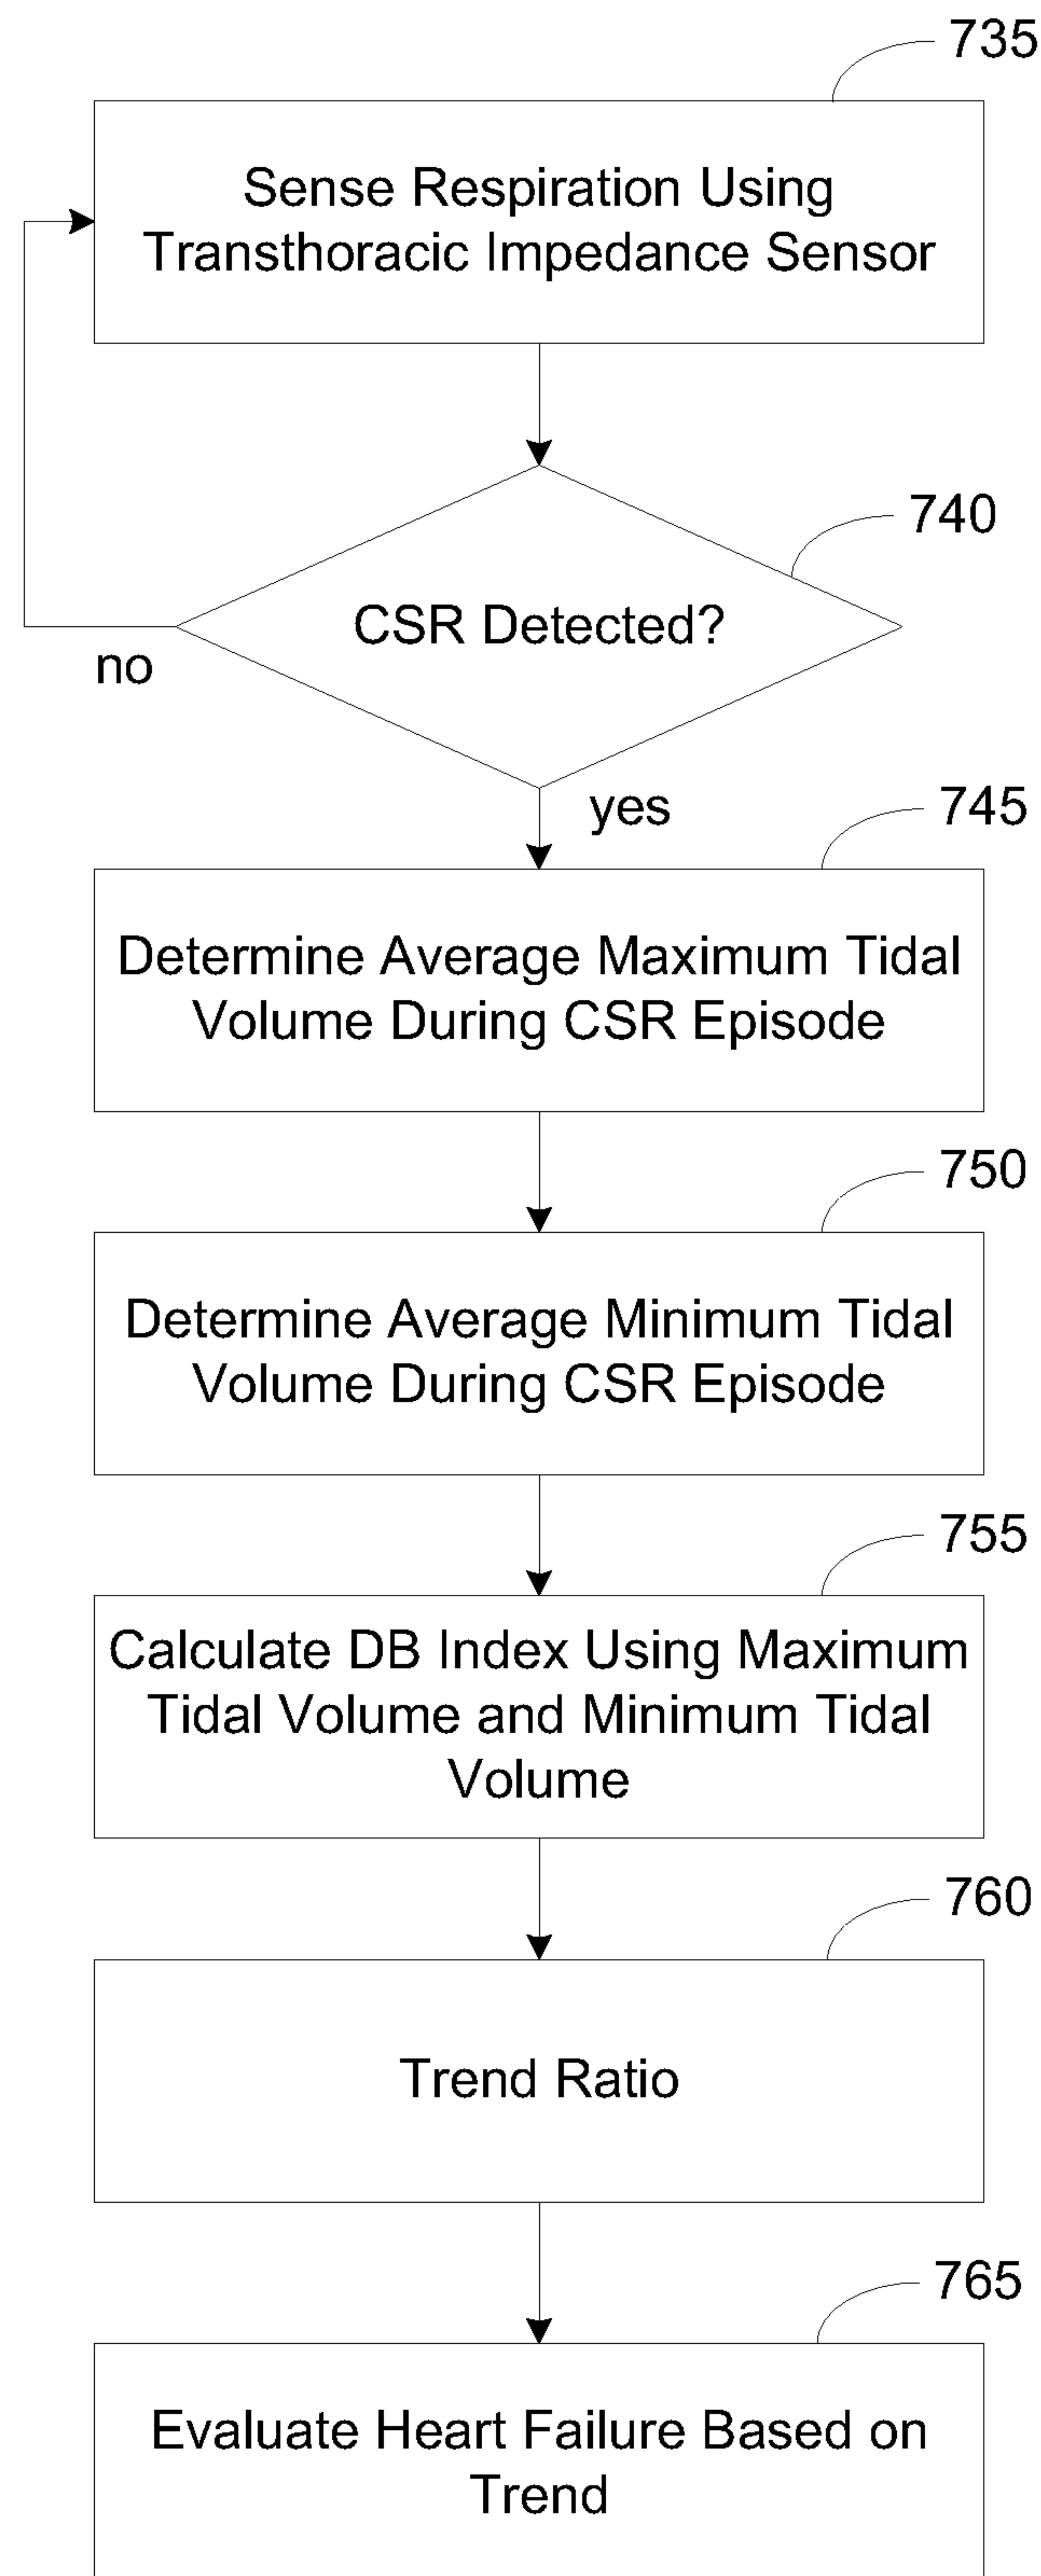 735
Sense Respiration Using
Transthoracic Impedance Sensor
740
CSR Detected?
no
yes
745
Determine Average Maximum Tidal
Volume During CSR Episode
750
Determine Average Minimum Tidal
Volume During CSR Episode
755
Calculate DB Index Using Maximum
Tidal Volume and Minimum Tidal
Volume
760
Trend Ratio
765
Evaluate Heart Failure Based on
Trend